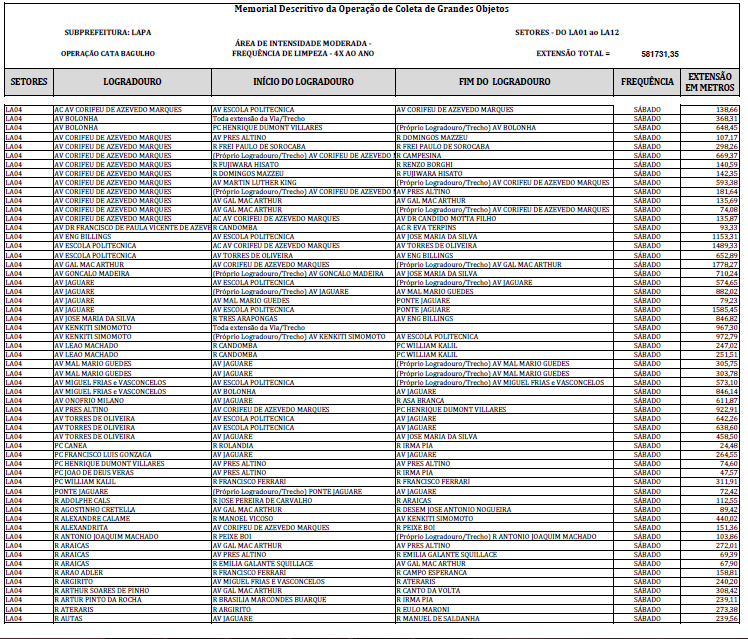 Memorial Descritivo da Operação de Coleta de Grandes Objetos
SUBPREFEITURA: LAPA
SETORES - DO LA01 ao LA12
OPERAÇÃO CATA BAGULHO
ÁREA DE INTENSIDADE MODERADA -
FREQUÊNCIA DE LIMPEZA - 4X AO ANO
EXTENSÃO TOTAL = 581731,35
SETORES LOGRADOURO INÍCIO DO LOGRADOURO FIM DO LOGRADOURO FREQUÊNCIA EXTENSÃO EM METROS
LA04 AC AV CORIFEU DE AZEVEDO MARQUES AV ESCOLA POLITECNICA AV CORIFEU DE AZEVEDO MARQUES SÁBADO 138,66
LA04 AV BOLONHA Toda extensão da Via/Trecho SÁBADO 368,31
LA04 AV BOLONHA PC HENRIQUE DUMONT VILLARES (Próprio Logradouro/Trecho) AV BOLONHA SÁBADO 648,45
LA04 AV CORIFEU DE AZEVEDO MARQUES AV PRES ALTINO R DOMINGOS MAZZEU SÁBADO 107,17
LA04 AV CORIFEU DE AZEVEDO MARQUES R FREI PAULO DE SOROCABA R FREI PAULO DE SOROCABA SÁBADO 298,26
LA04 AV CORIFEU DE AZEVEDO MARQUES (Próprio Logradouro/Trecho) AV CORIFEU DE AZEVEDO R CAMPESINA SÁBADO 669,37
LA04 AV CORIFEU DE AZEVEDO MARQUES R FUJIWARA HISATO R RENZO BORGHI SÁBADO 140,59
LA04 AV CORIFEU DE AZEVEDO MARQUES R DOMINGOS MAZZEU R FUJIWARA HISATO SÁBADO 142,35
LA04 AV CORIFEU DE AZEVEDO MARQUES AV MARTIN LUTHER KING (Próprio Logradouro/Trecho) AV CORIFEU DE AZEVEDO MARQUES SÁBADO 593,38
LA04 AV CORIFEU DE AZEVEDO MARQUES (Próprio Logradouro/Trecho) AV CORIFEU DE AZEVEDO AV PRES ALTINO SÁBADO 181,64
LA04 AV CORIFEU DE AZEVEDO MARQUES AV GAL MAC ARTHUR AV GAL MAC ARTHUR SÁBADO 135,69
LA04 AV CORIFEU DE AZEVEDO MARQUES AV GAL MAC ARTHUR (Próprio Logradouro/Trecho) AV CORIFEU DE AZEVEDO MARQUES SÁBADO 74,08
LA04 AV CORIFEU DE AZEVEDO MARQUES AC AV CORIFEU DE AZEVEDO MARQUES AV DR CANDIDO MOTTA FILHO SÁBADO 135,87
LA04 AV DR FRANCISCO DE PAULA VICENTE DE AZEVE R CANDOMBA AC R EVA TERPINS SÁBADO 93,33
LA04 AV ENG BILLINGS AV ESCOLA POLITECNICA AV JOSE MARIA DA SILVA SÁBADO 1153,31
LA04 AV ESCOLA POLITECNICA AC AV CORIFEU DE AZEVEDO MARQUES AV TORRES DE OLIVEIRA SÁBADO 1489,33
LA04 AV ESCOLA POLITECNICA AV TORRES DE OLIVEIRA AV ENG BILLINGS SÁBADO 652,89
LA04 AV GAL MAC ARTHUR AV CORIFEU DE AZEVEDO MARQUES (Próprio Logradouro/Trecho) AV GAL MAC ARTHUR SÁBADO 1778,27
LA04 AV GONCALO MADEIRA (Próprio Logradouro/Trecho) AV GONCALO MADEIRA AV JOSE MARIA DA SILVA SÁBADO 710,24
LA04 AV JAGUARE AV ESCOLA POLITECNICA (Próprio Logradouro/Trecho) AV JAGUARE SÁBADO 574,65
LA04 AV JAGUARE (Próprio Logradouro/Trecho) AV JAGUARE AV MAL MARIO GUEDES SÁBADO 882,02
LA04 AV JAGUARE AV MAL MARIO GUEDES PONTE JAGUARE SÁBADO 79,23
LA04 AV JAGUARE AV ESCOLA POLITECNICA PONTE JAGUARE SÁBADO 1585,45
LA04 AV JOSE MARIA DA SILVA R TRES ARAPONGAS AV ENG BILLINGS SÁBADO 846,82
LA04 AV KENKITI SIMOMOTO Toda extensão da Via/Trecho SÁBADO 967,30
LA04 AV KENKITI SIMOMOTO (Próprio Logradouro/Trecho) AV KENKITI SIMOMOTO AV ESCOLA POLITECNICA SÁBADO 972,79
LA04 AV LEAO MACHADO R CANDOMBA PC WILLIAM KALIL SÁBADO 247,02
LA04 AV LEAO MACHADO R CANDOMBA PC WILLIAM KALIL SÁBADO 251,51
LA04 AV MAL MARIO GUEDES AV JAGUARE (Próprio Logradouro/Trecho) AV MAL MARIO GUEDES SÁBADO 305,75
LA04 AV MAL MARIO GUEDES AV JAGUARE (Próprio Logradouro/Trecho) AV MAL MARIO GUEDES SÁBADO 303,78
LA04 AV MIGUEL FRIAS e VASCONCELOS AV ESCOLA POLITECNICA (Próprio Logradouro/Trecho) AV MIGUEL FRIAS e VASCONCELOS SÁBADO 573,10
LA04 AV MIGUEL FRIAS e VASCONCELOS AV BOLONHA AV JAGUARE SÁBADO 846,14
LA04 AV ONOFRIO MILANO AV JAGUARE R ASA BRANCA SÁBADO 611,87
LA04 AV PRES ALTINO AV CORIFEU DE AZEVEDO MARQUES PC HENRIQUE DUMONT VILLARES SÁBADO 922,91
LA04 AV TORRES DE OLIVEIRA AV ESCOLA POLITECNICA AV JAGUARE SÁBADO 642,26
LA04 AV TORRES DE OLIVEIRA AV ESCOLA POLITECNICA AV JAGUARE SÁBADO 638,60
LA04 AV TORRES DE OLIVEIRA AV JAGUARE AV JOSE MARIA DA SILVA SÁBADO 458,50
LA04 PC CANEA R ROLANDIA R IRMA PIA SÁBADO 24,48
LA04 PC FRANCISCO LUIS GONZAGA AV JAGUARE AV JAGUARE SÁBADO 264,55
LA04 PC HENRIQUE DUMONT VILLARES AV PRES ALTINO AV PRES ALTINO SÁBADO 74,60
LA04 PC JOAO DE DEUS VERAS AV PRES ALTINO R IRMA PIA SÁBADO 47,57
LA04 PC WILLIAM KALIL R FRANCISCO FERRARI R FRANCISCO FERRARI SÁBADO 311,91
LA04 PONTE JAGUARE (Próprio Logradouro/Trecho) PONTE JAGUARE AV JAGUARE SÁBADO 72,42
LA04 R ADOLPHE CALS R JOSE PEREIRA DE CARVALHO R ARAICAS SÁBADO 112,55
LA04 R AGOSTINHO CRETELLA AV GAL MAC ARTHUR R DESEM JOSE ANTONIO NOGUEIRA SÁBADO 89,42
LA04 R ALEXANDRE CALAME R MANOEL VICOSO AV KENKITI SIMOMOTO SÁBADO 440,02
LA04 R ALEXANDRITA AV CORIFEU DE AZEVEDO MARQUES R PEIXE BOI SÁBADO 151,36
LA04 R ANTONIO JOAQUIM MACHADO R PEIXE BOI (Próprio Logradouro/Trecho) R ANTONIO JOAQUIM MACHADO SÁBADO 103,86
LA04 R ARAICAS AV GAL MAC ARTHUR AV PRES ALTINO SÁBADO 272,01
LA04 R ARAICAS AV PRES ALTINO R EMILIA GALANTE SQUILLACE SÁBADO 69,39
LA04 R ARAICAS R EMILIA GALANTE SQUILLACE AV GAL MAC ARTHUR SÁBADO 67,90
LA04 R ARAO ADLER R FRANCISCO FERRARI R CAMPO ESPERANCA SÁBADO 158,81
LA04 R ARGIRITO AV MIGUEL FRIAS E VASCONCELOS R ATERARIS SÁBADO 240,20
LA04 R ARTHUR SOARES DE PINHO AV GAL MAC ARTHUR R CANTO DA VOLTA SÁBADO 308,42
LA04 R ARTUR PINTO DA ROCHA R BRASILIA MARCONDES BUARQUE R IRMA PIA SÁBADO 239,11
LA04 R ATERARIS R ARGIRITO R EULO MARONI SÁBADO 273,38
LA04 R AUTAS AV JAGUARE R MANUEL DE SALDANHA SÁBADO 239,56